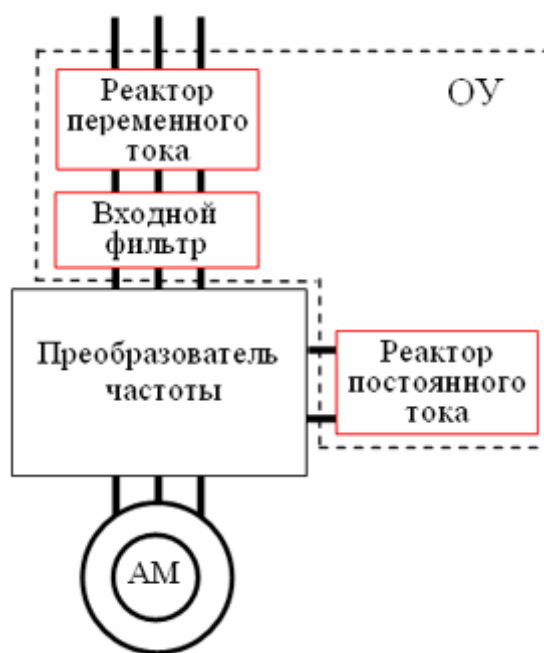 Реактор
переменного
тока
ОУ
Входной
фильтр
Преобразователь
частоты
Реактор
постоянного
тока
АМ